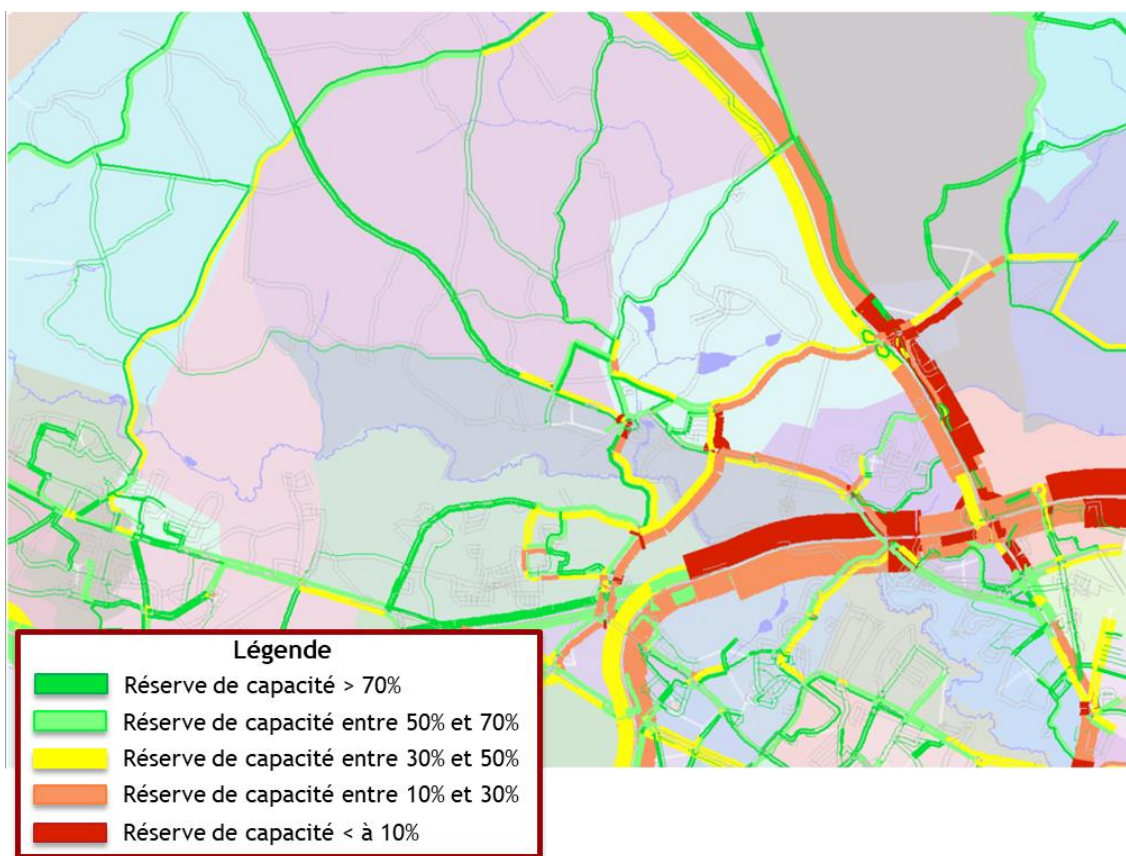 Légende
Réserve de capacité > 70%
Réserve de capacité entre 50% et 70%
Réserve de capacité entre 30% et 50%
Réserve de capacité entre 10% et 30%
Réserve de capacité < à 10%